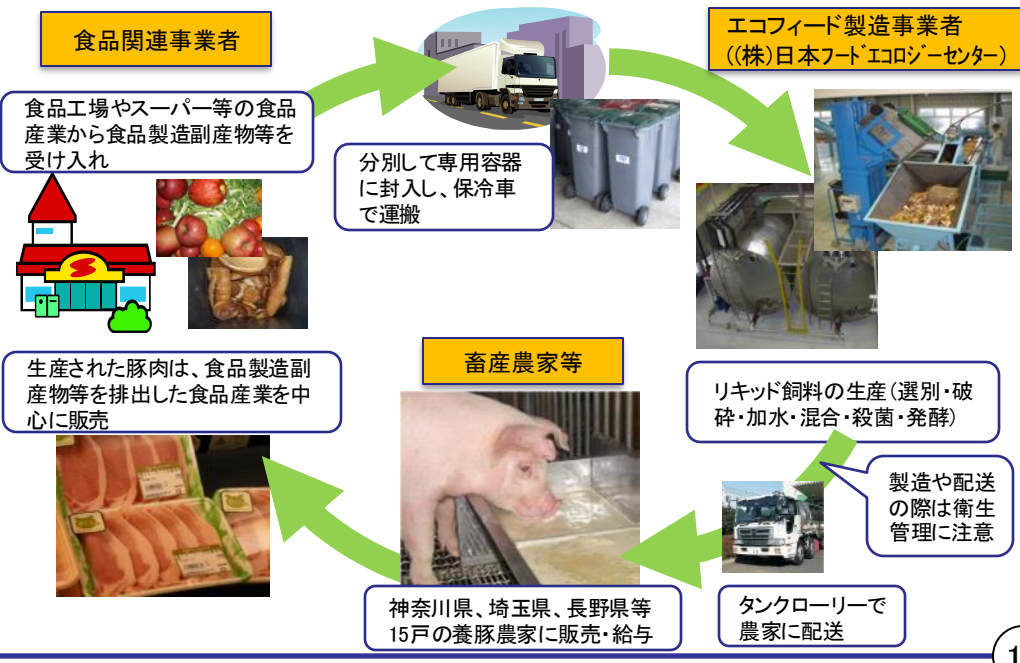 食品関連事業者
エコフィード製造事業者
((株)日本フードエコロジーセンター)
食品工場やスーパー等の食品
産業から食品製造副産物等を
受け入れ
分別して専用容器
に封入し、保冷車
で運搬
生産された豚肉は、食品製造副
産物等を排出した食品産業を中
心に販売
畜産農家等
リキッド飼料の生産(選別・破
砕・加水・混合・殺菌・発酵)
製造や配送
の際は衛生
管理に注意
神奈川県、埼玉県、長野県等
15戸の養豚農家に販売・給与
タンクローリーで
農家に配送